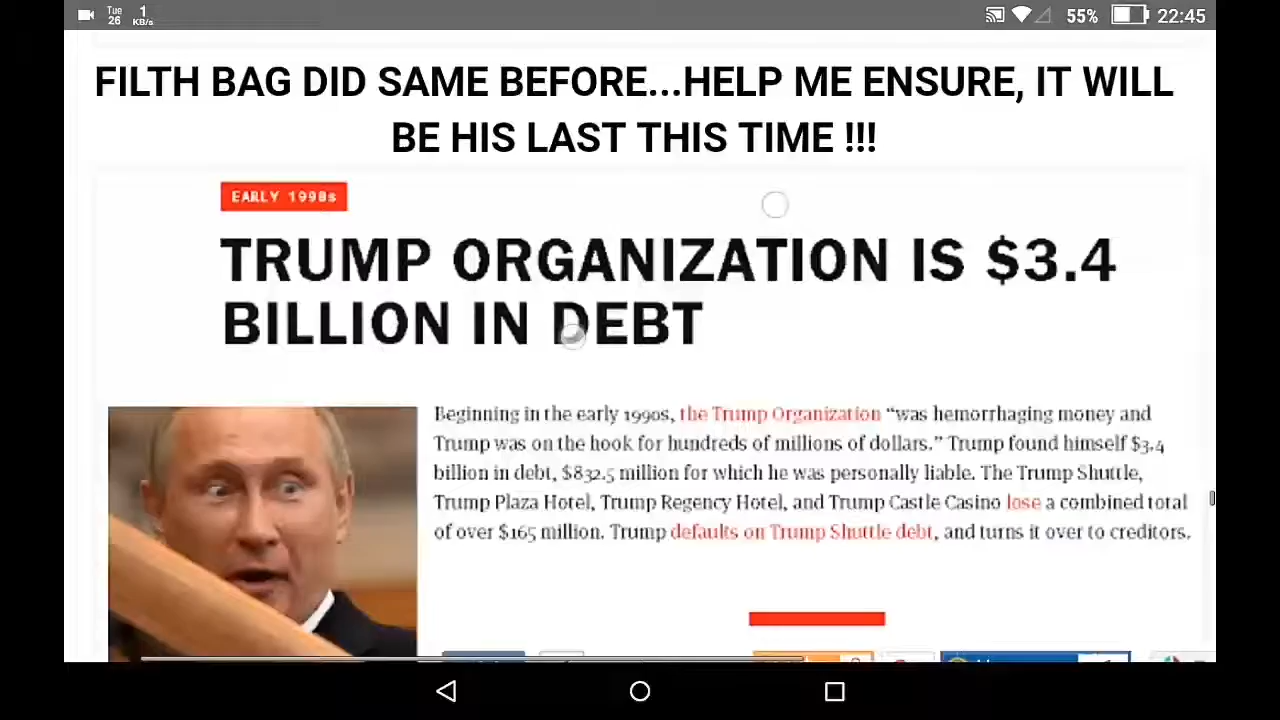 Tue
26
1
KB/s
55%
22:45
FILTH BAG DID SAME BEFORE...HELP ME ENSURE, IT WILL
BE HIS LAST THIS TIME !!!
EARLY 1990s
TRUMP ORGANIZATION IS $3.4
BILLION IN DEBT
Beginning in the early 1990s, the Trump Organization “was hemorrhaging money and
Trump was on the hook for hundreds of millions of dollars.” Trump found himself $3.4
billion in debt, $832.5 million for which he was personally liable. The Trump Shuttle,
Trump Plaza Hotel, Trump Regency Hotel, and Trump Castle Casino lose a combined total
of over $165 million. Trump defaults on Trump Shuttle debt, and turns it over to creditors.